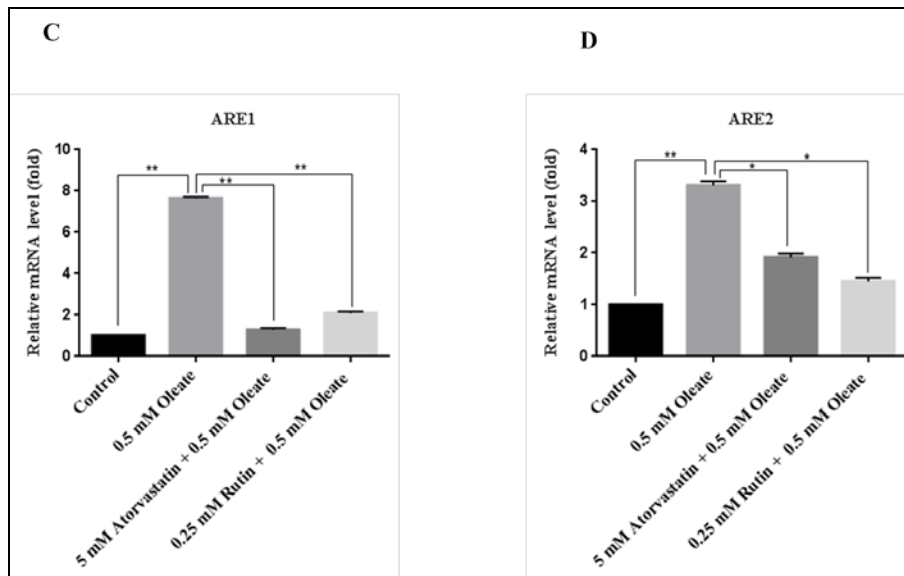 C
D
ARE1
Relative mRNA level (fold)
10
8
6
4
2
0
**
**
**
Control
0.5 mM Oleate
5 mM Atorvastatin + 0.5 mM Oleate
0.25 mM Rutin + 0.5 mM Oleate
ARE2
Relative mRNA level (fold)
4
3
2
1
0
**
*
*
Control
0.5 mM Oleate
5 mM Atorvastatin + 0.5 mM Oleate
0.25 mM Rutin + 0.5 mM Oleate